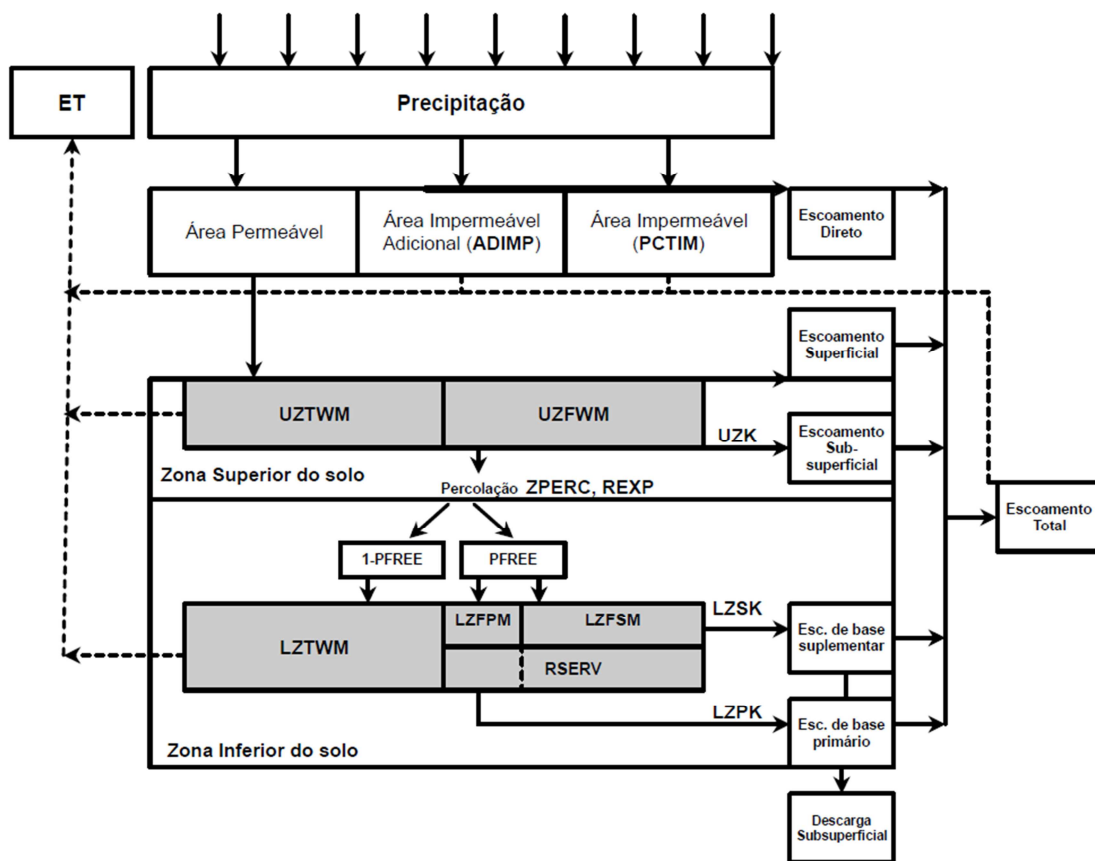 ET
Precipitação
Área Permeável
Área Impermeável
Adicional (ADIMP)
Área Impermeável
(PCTIM)
Escoamento
Direto
Escoamento
Superficial
UZTWM
UZFWM
UZK
Escoamento
Sub-
superficial
Zona Superior do solo
Percolação ZPERC, REXP
Escoamento
Total
1-PFREE
PFREE
LZTWM
LZFPM
LZFSM
RSERV
LZSK
Esc. de base
suplementar
LZPK
Esc. de base
primário
Zona Inferior do solo
Descarga
Subsuperficial